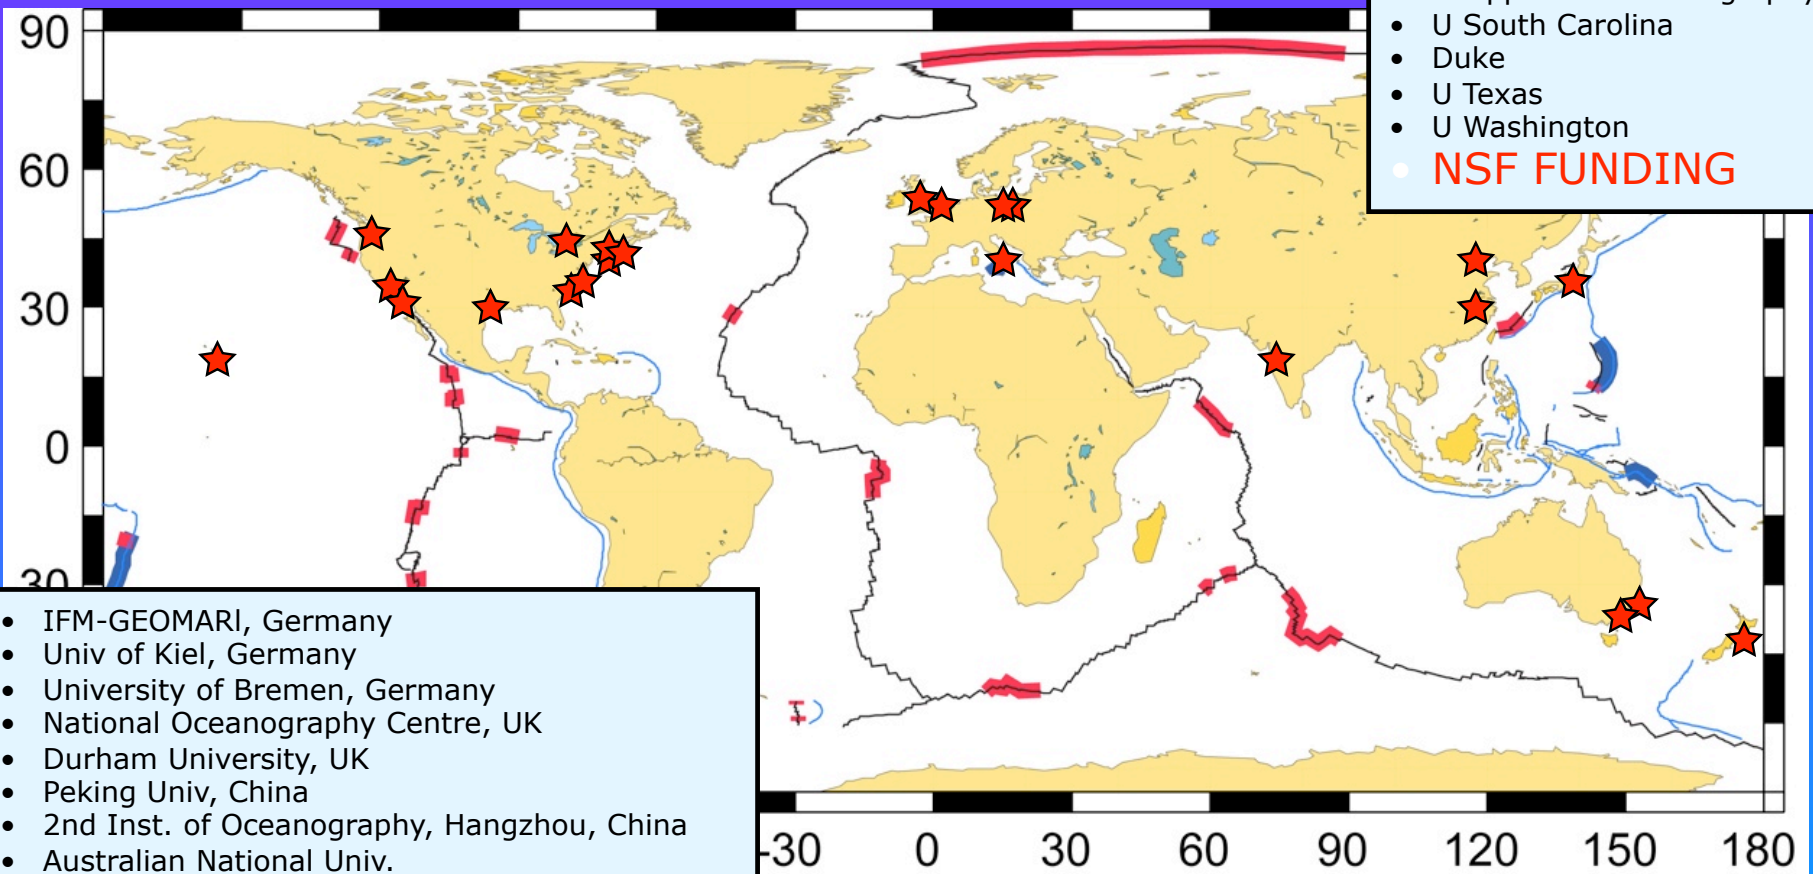 • U South Carolina
• Duke
• U Texas
• U Washington
• NSF FUNDING
90
60
30
0
30
• IFM-GEOMARl, Germany
• Univ of Kiel, Germany
• University of Bremen, Germany
• National Oceanography Centre, UK
• Durham University, UK
• Peking Univ, China
• 2nd Inst. of Oceanography, Hangzhou, China
• Australian National Univ.
-30 0 30 60 90 120 150 180